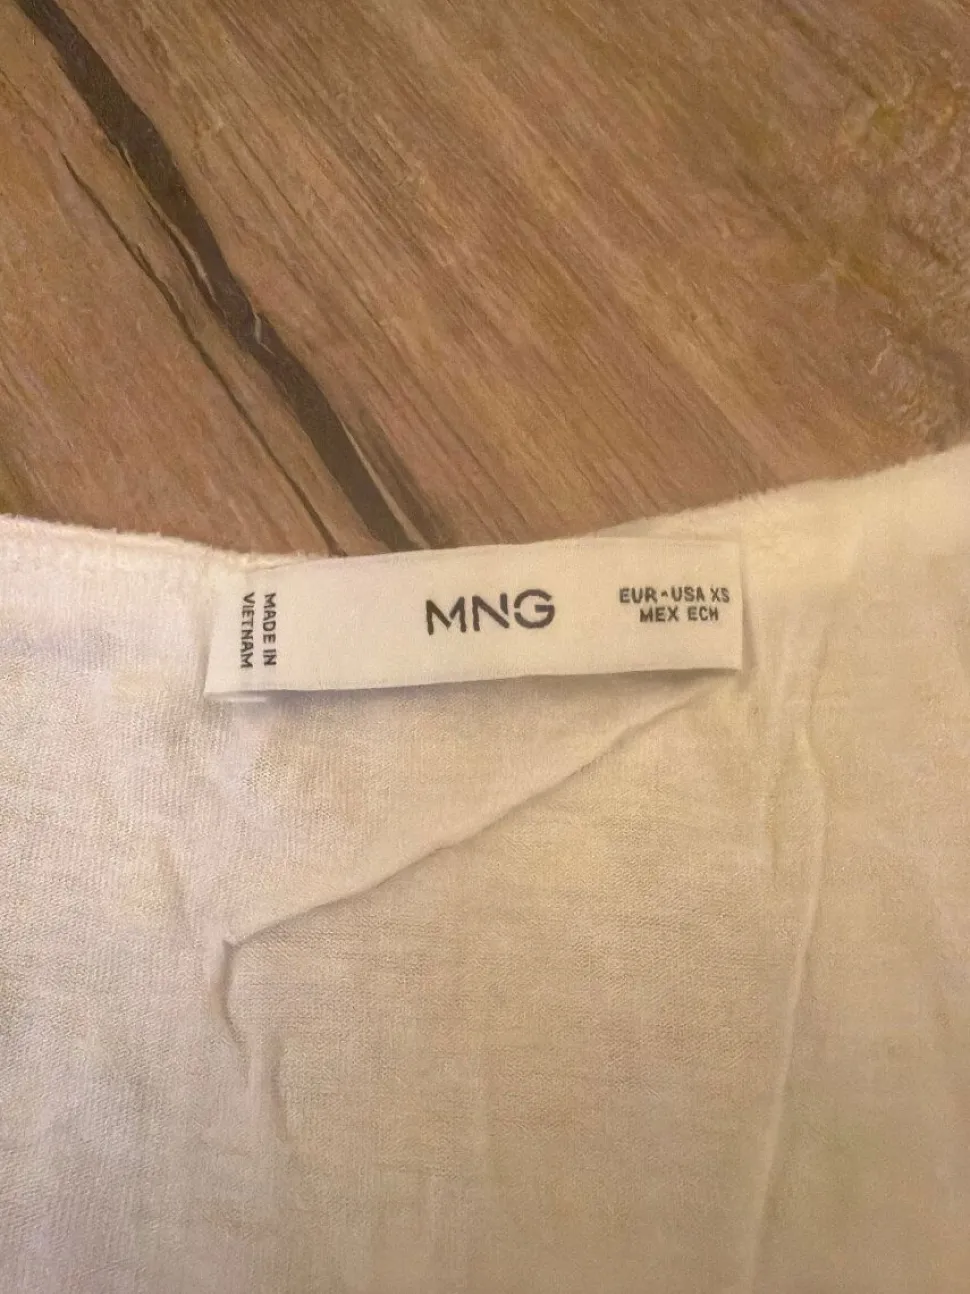 MADE IN
VIETNAM
MNG
EUR-USA XS
MEX ECH